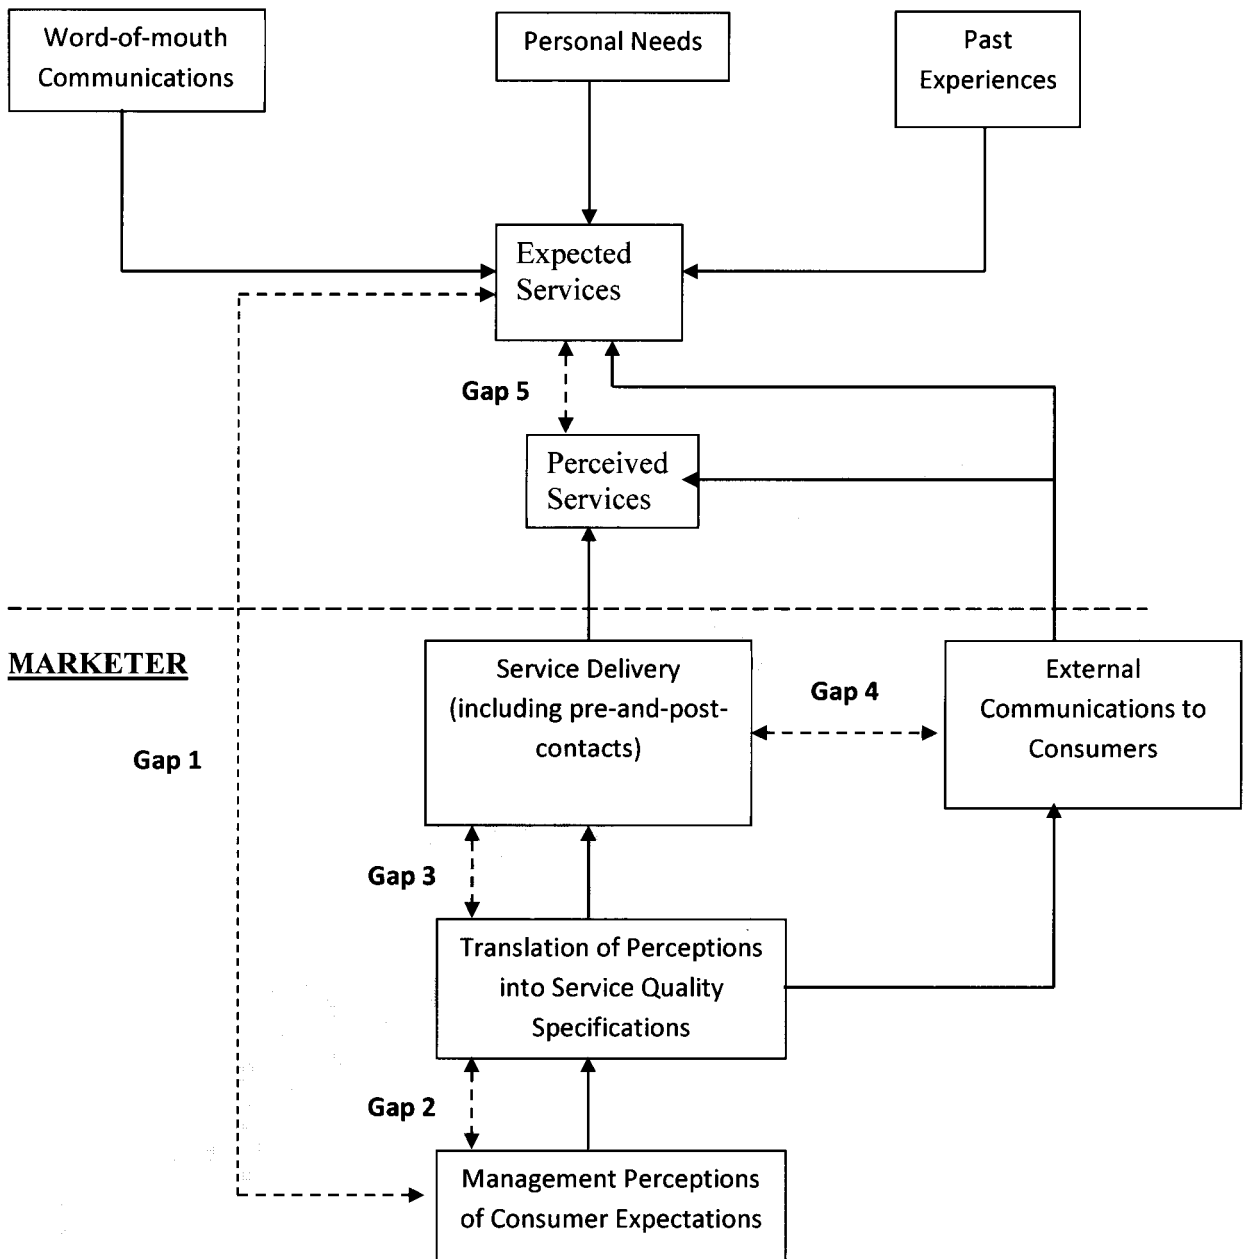 Word-of-mouth
Communications
Personal Needs
Past
Experiences
Expected
Services
Gap 5
Perceived
Services
MARKETER
Service Delivery
(including pre-and-post-
contacts)
Gap 4
External
Communications to
Consumers
Gap 1
Gap 3
Translation of Perceptions
into Service Quality
Specifications
Gap 2
Management Perceptions
of Consumer Expectations